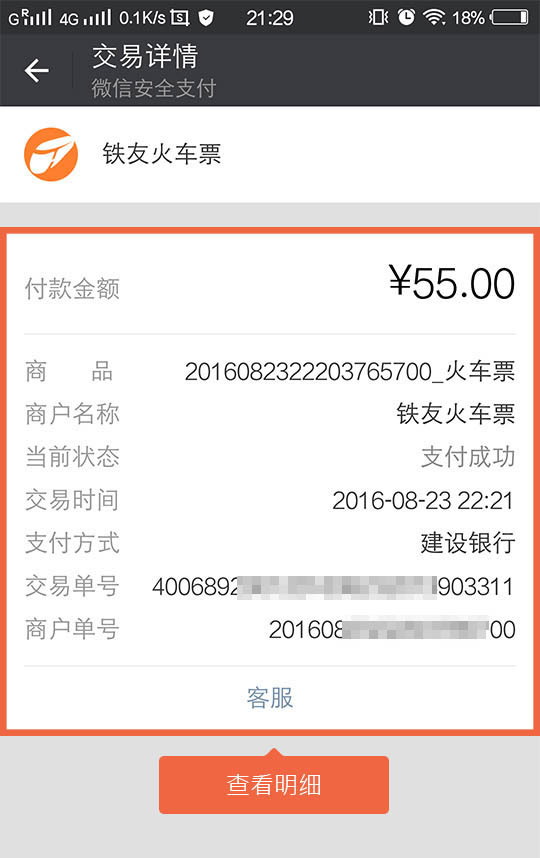 G R 4G 0.1K/s S 21:29 18%
交易详情
微信安全支付
铁友火车票
付款金额 ¥55.00
商 品 2016082322203765700_火车票
商户名称 铁友火车票
当前状态 支付成功
交易时间 2016-08-23 22:21
支付方式 建设银行
交易单号 4006892 903311
商户单号 201608 00
客服
查看明细